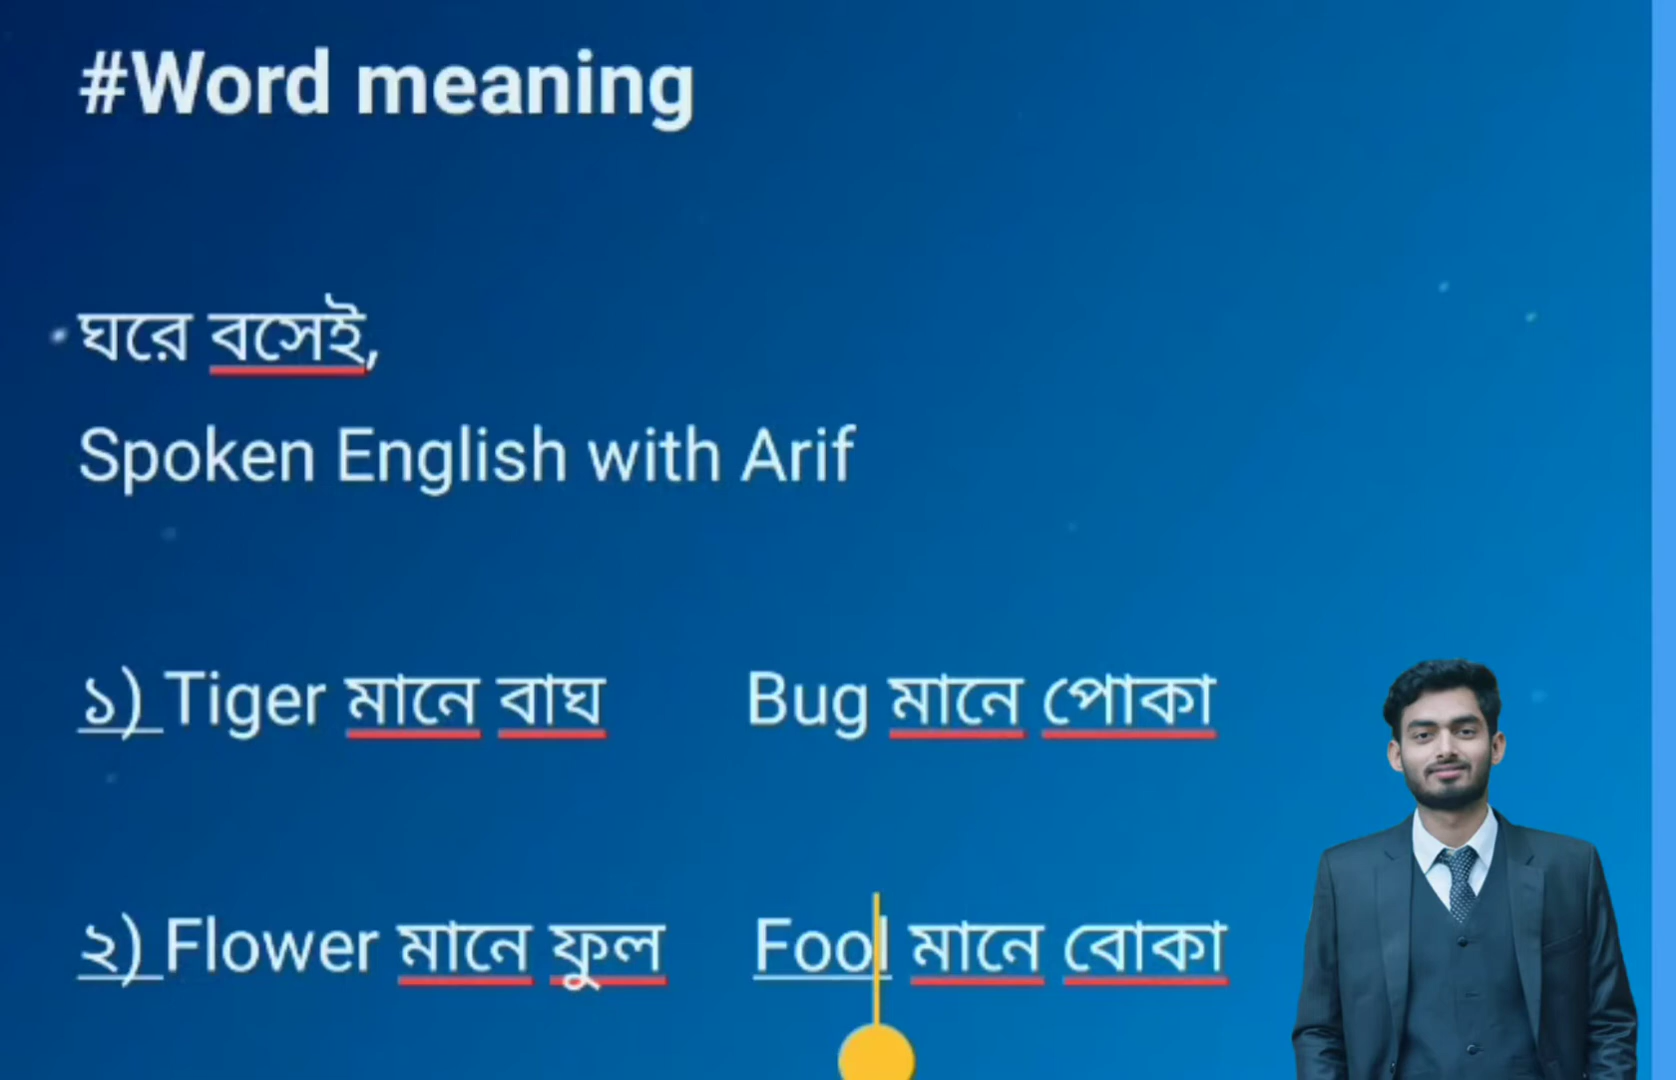 #Word meaning
ঘরে বসেই,
Spoken English with Arif
১) Tiger মানে বাঘ Bug মানে পোকা
২) Flower মানে ফুল Fool মানে বোকা